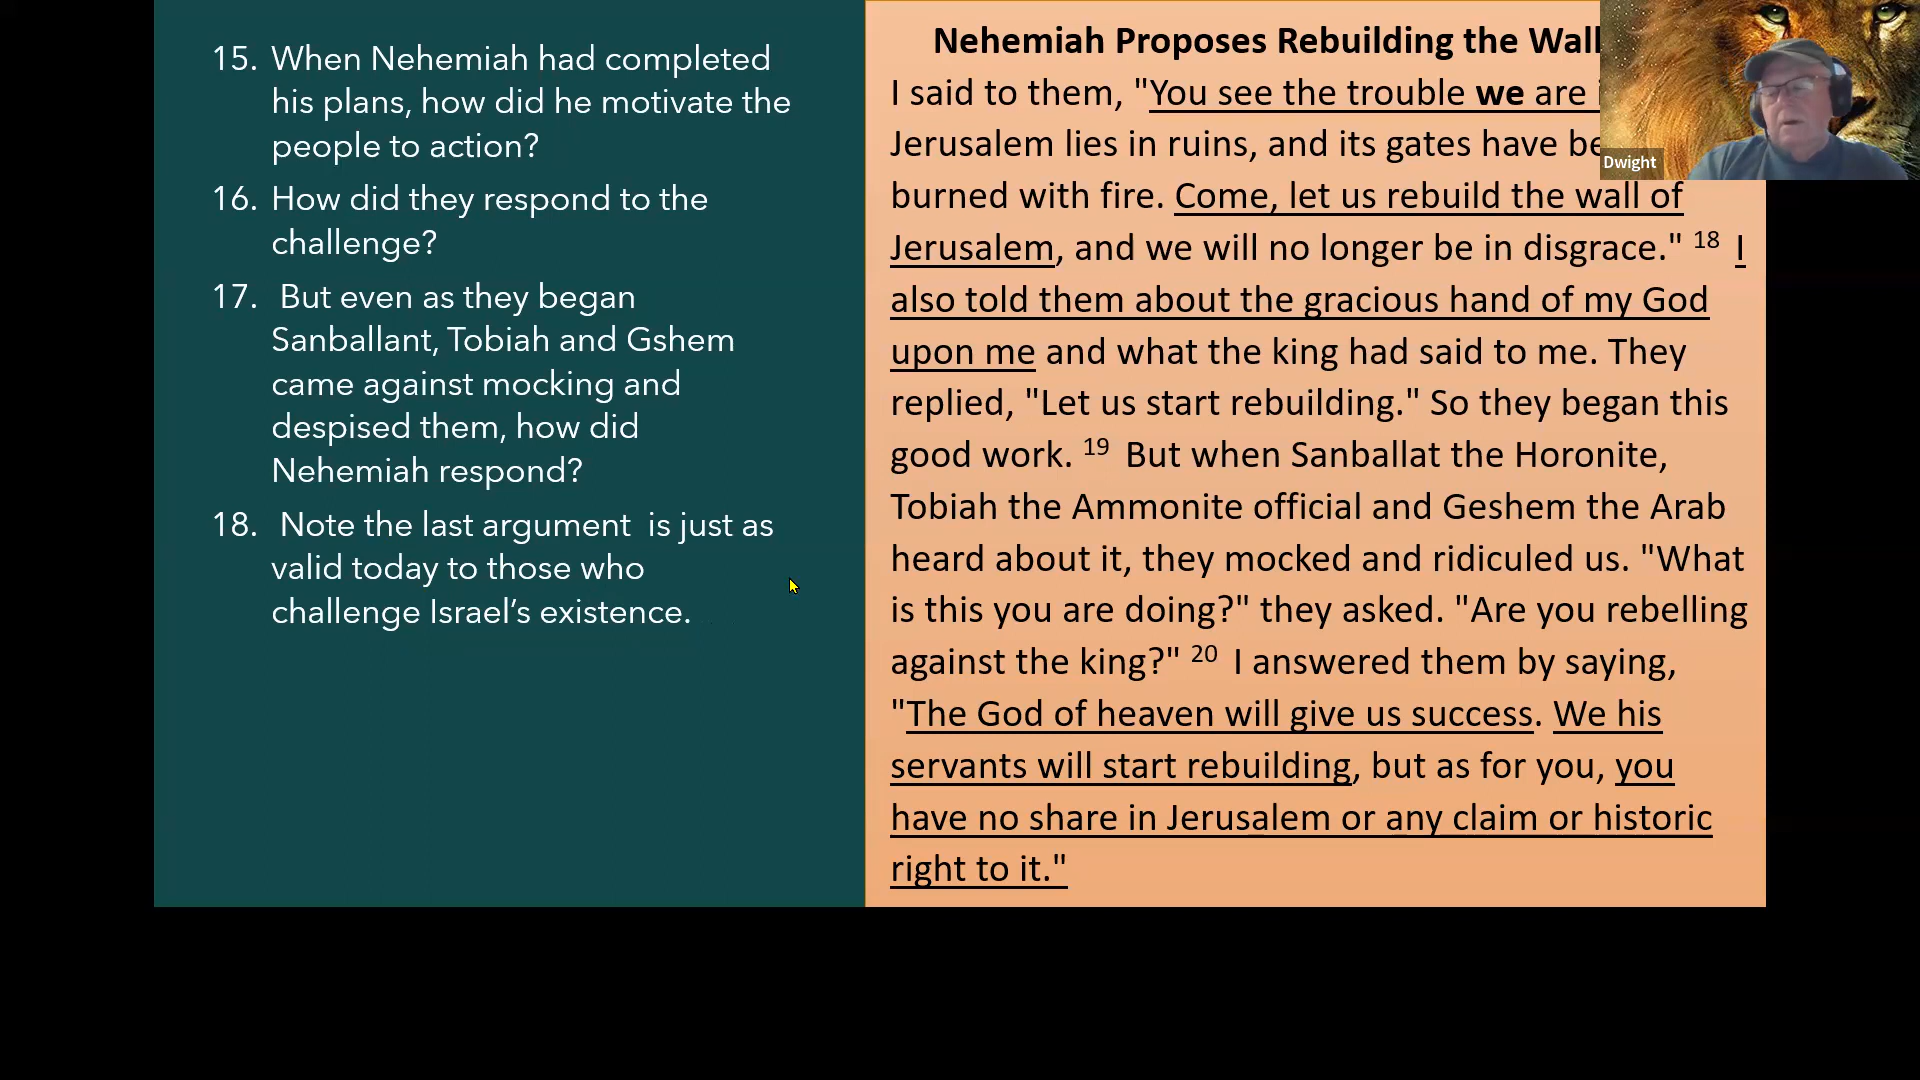 15. When Nehemiah had completed
his plans, how did he motivate the
people to action?
16. How did they respond to the
challenge?
17. But even as they began
Sanballant, Tobiah and Gshem
came against mocking and
despised them, how did
Nehemiah respond?
18. Note the last argument is just as
valid today to those who
challenge Israel’s existence.
Nehemiah Proposes Rebuilding the Wall
I said to them, "You see the trouble we are
Jerusalem lies in ruins, and its gates have
burned with fire. Come, let us rebuild the wall of
Jerusalem, and we will no longer be in disgrace." 18 I
also told them about the gracious hand of my God
upon me and what the king had said to me. They
replied, "Let us start rebuilding." So they began this
good work. 19 But when Sanballat the Horonite,
Tobiah the Ammonite official and Geshem the Arab
heard about it, they mocked and ridiculed us. "What
is this you are doing?" they asked. "Are you rebelling
against the king?" 20 I answered them by saying,
"The God of heaven will give us success. We his
servants will start rebuilding, but as for you, you
have no share in Jerusalem or any claim or historic
right to it."
Dwight